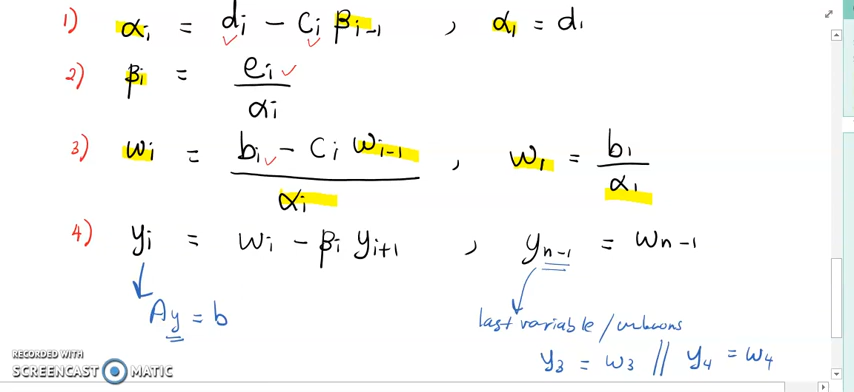 1) αᵢ = dᵢ − Cᵢ βᵢ₋₁ , α₁ = d₁
2) βᵢ = eᵢ / αᵢ
3) wᵢ = (bᵢ − Cᵢ wᵢ₋₁) / αᵢ , w₁ = b₁ / α₁
4) yᵢ = wᵢ − βᵢ yᵢ₊₁ , yₙ₋₁ = wₙ₋₁
Ay = b
last variable /
y₃ = w₃ // y₄ = w₄
RECORDED WITH
SCREENCAST MATIC